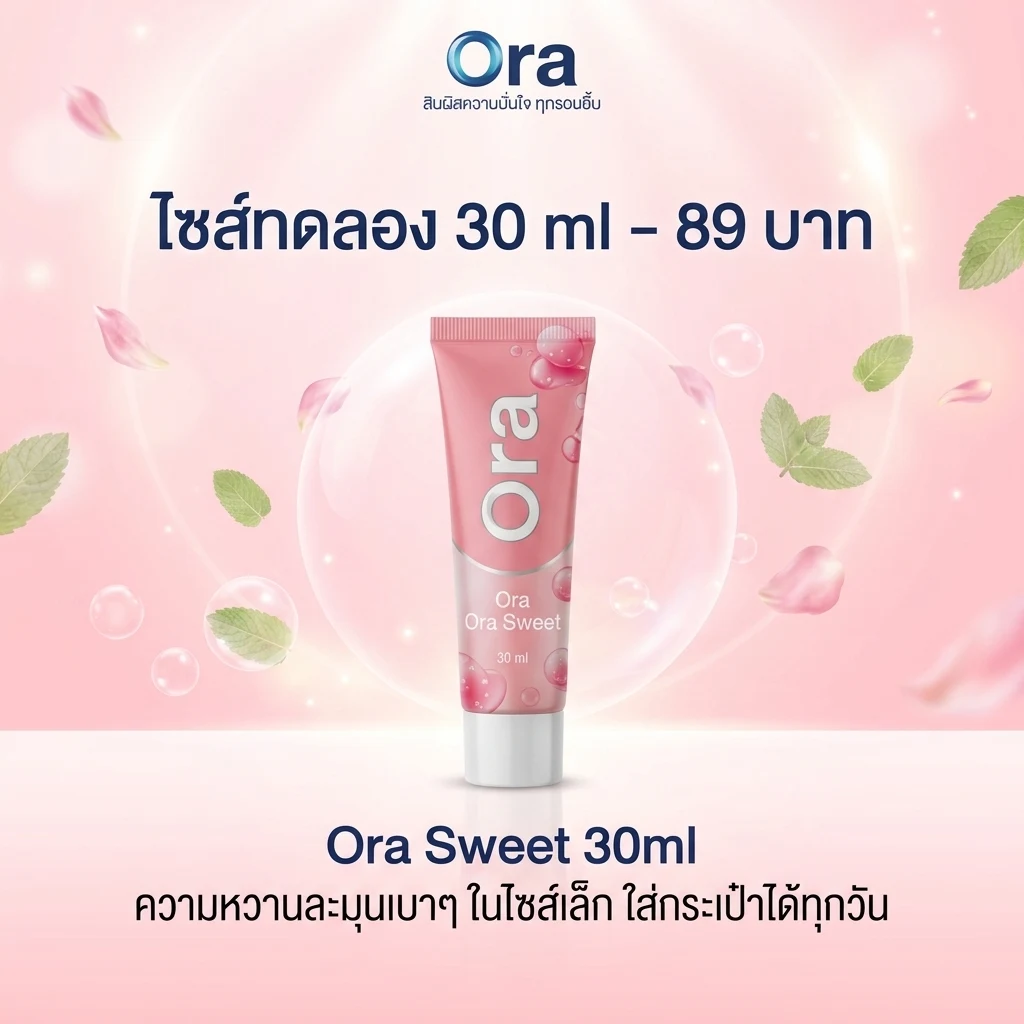 Ora
สินผิสความบั่นใจ ทุกรอนอื้บ
ไซส์ทดลอง 30 ml – 89 บาท
Ora
Ora
Ora Sweet
30 ml
Ora Sweet 30ml
ความหวานละมุนเบาๆ ในไซส์เล็ก ใส่กระเป๋าได้ทุกวัน